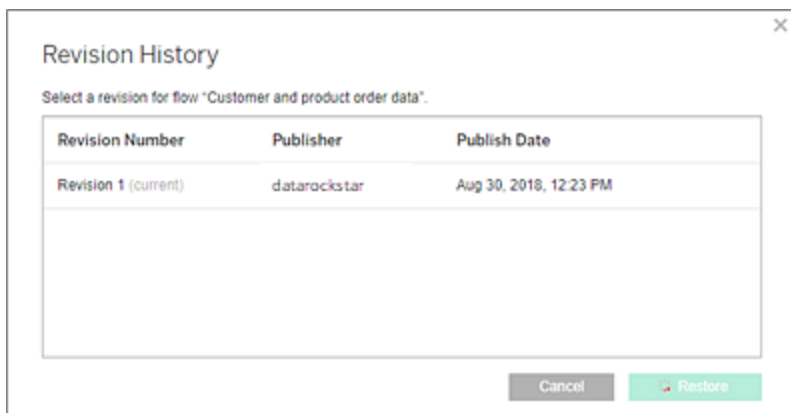 Revision History
Select a revision for flow "Customer and product order data".
Revision Number Publisher Publish Date
Revision 1 (current) datarockstar Aug 30, 2018, 12:23 PM
Cancel Restore